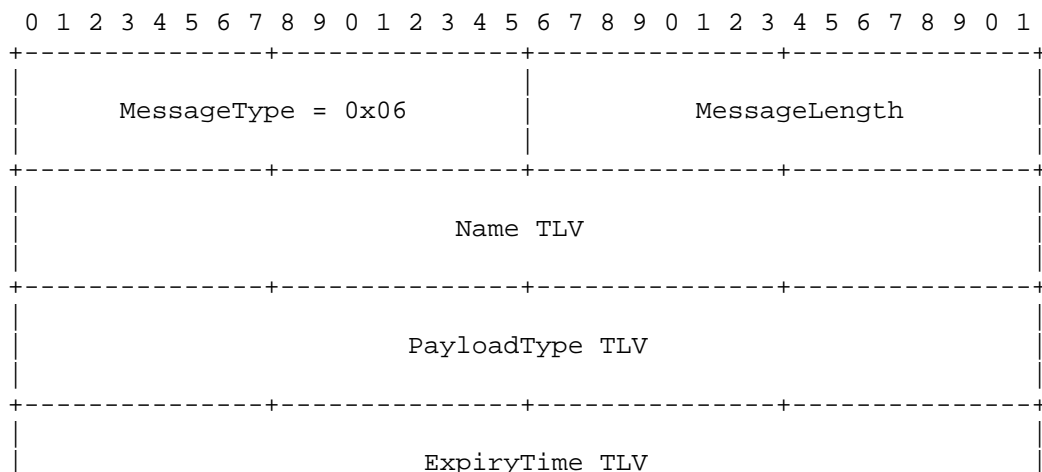 0 1 2 3 4 5 6 7 8 9 0 1 2 3 4 5 6 7 8 9 0 1 2 3 4 5 6 7 8 9 0 1
MessageType = 0x06 MessageLength
Name TLV
PayloadType TLV
ExpiryTime TLV